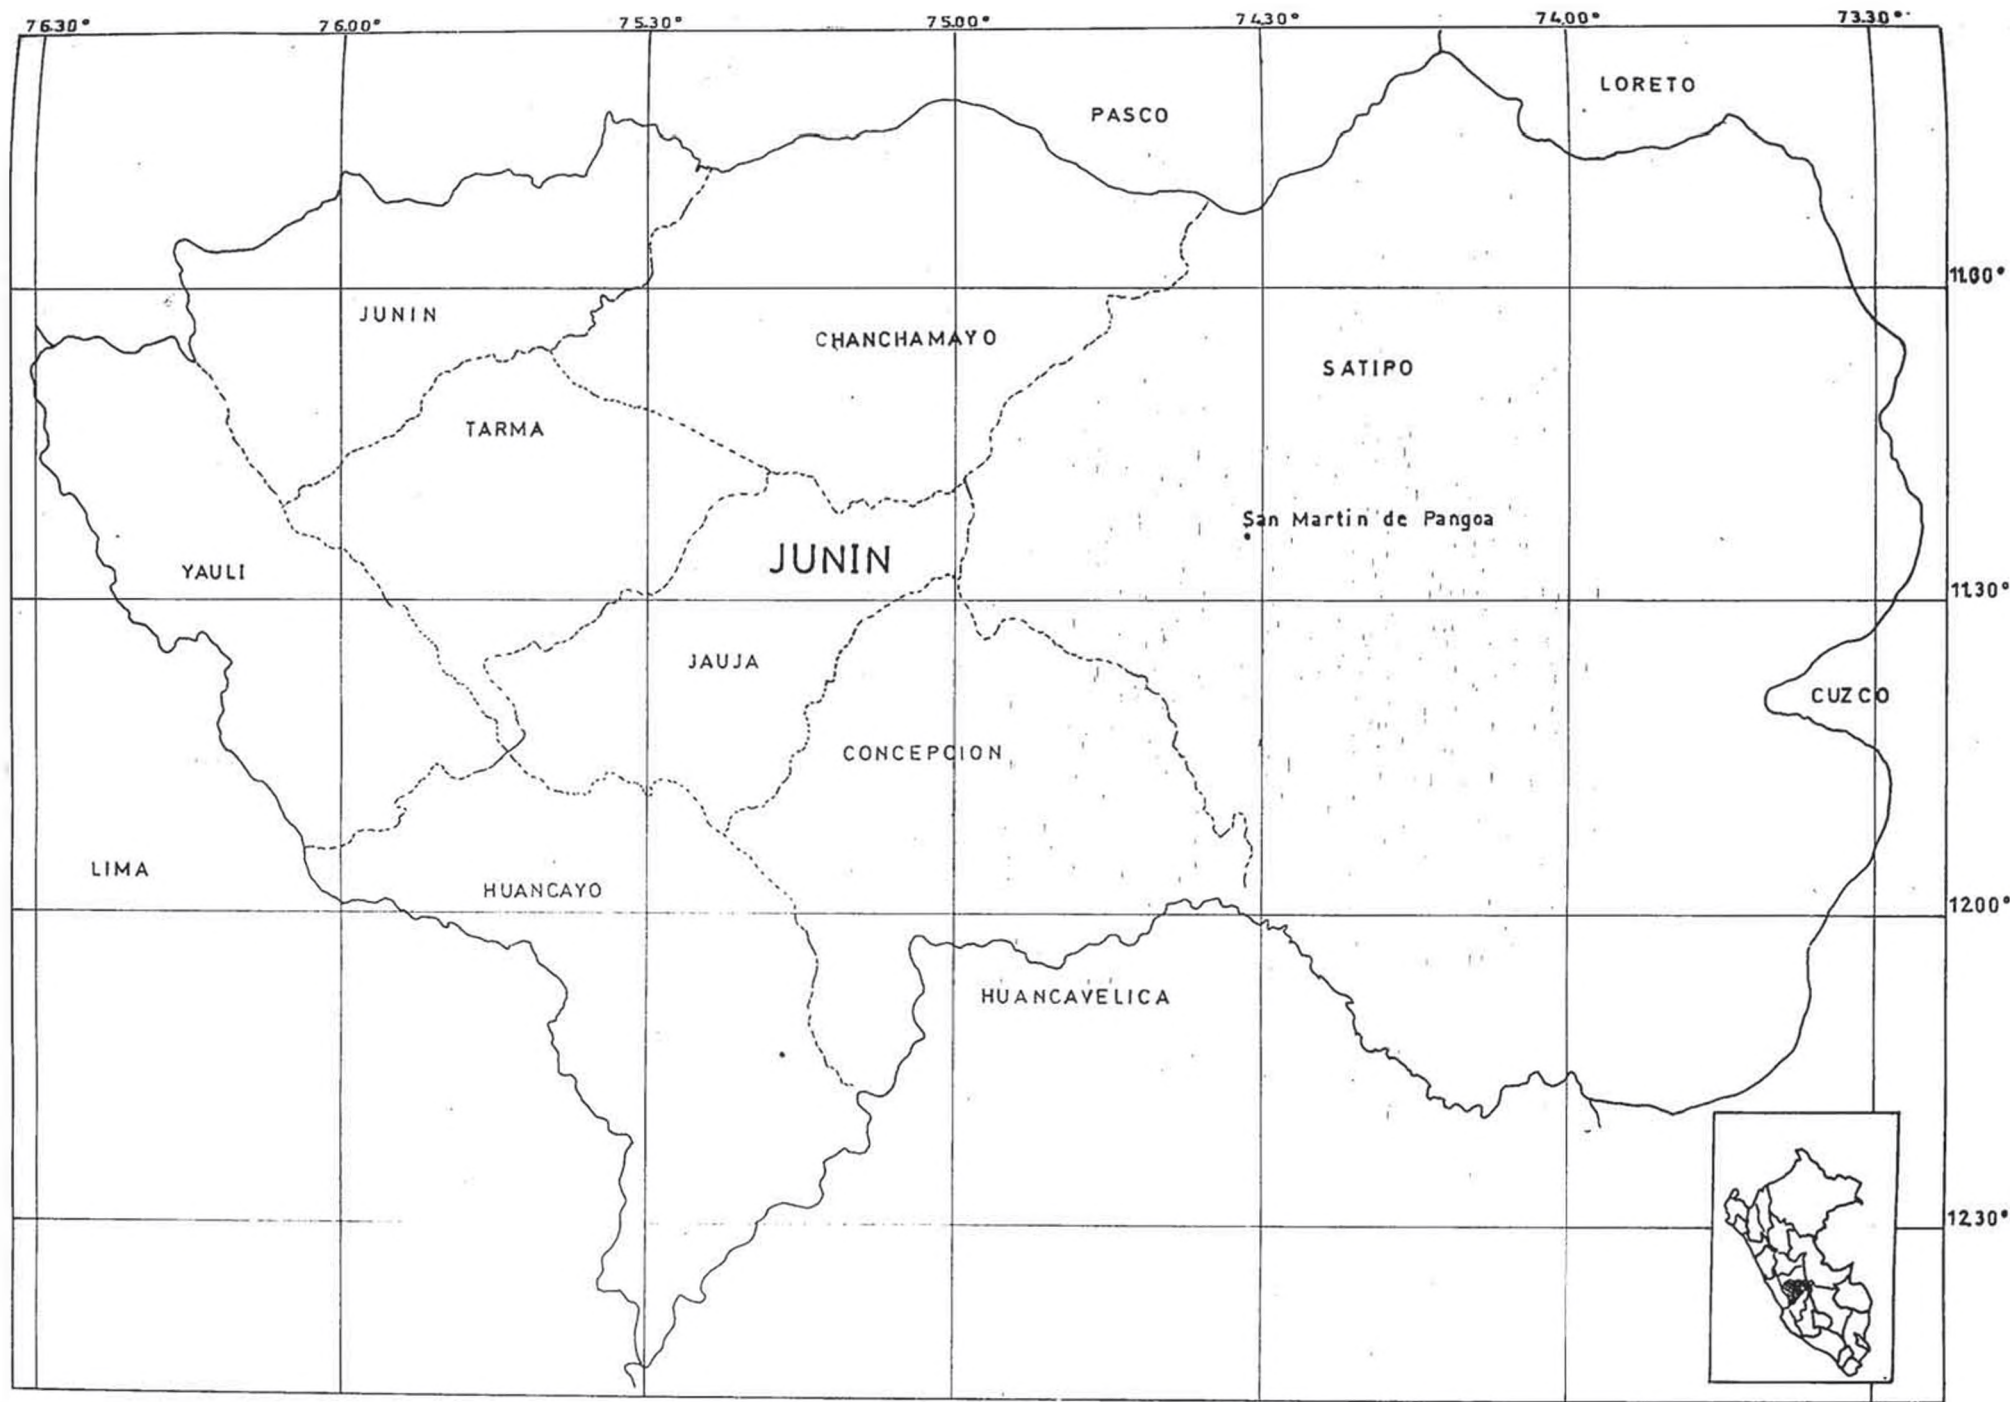 76.30° 76.00° 75.30° 75.00° 74.30° 74.00° 73.30°
LORETO
PASCO
11.00°
JUNIN
CHANCHAMAYO
SATIPO
TARMA
San Martin de Pangoa
JUNIN
YAULI
11.30°
JAUJA
CUZCO
CONCEPCION
LIMA
HUANCAYO
12.00°
HUANCAVELICA
12.30°